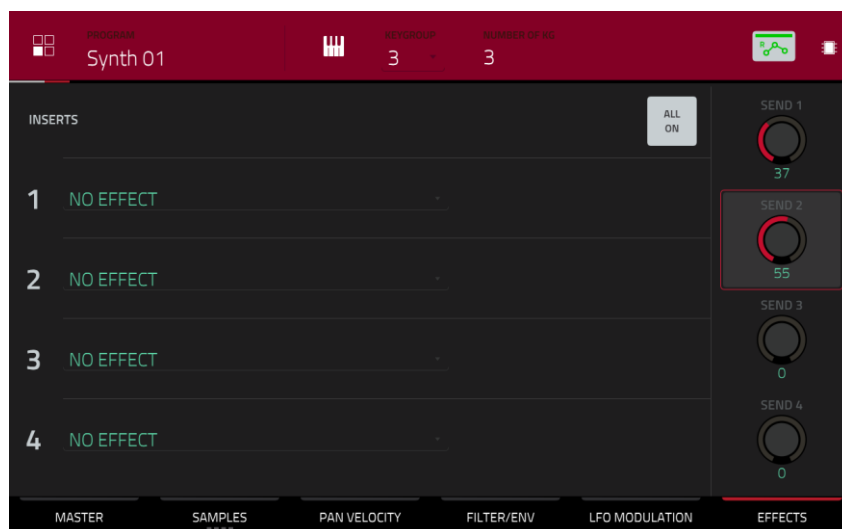 PROGRAM KEYGROUP NUMBER OF KG
Synth 01 3 3
R
INSERTS
ALL
ON
1 NO EFFECT
2 NO EFFECT
3 NO EFFECT
4 NO EFFECT
SEND 1
37
SEND 2
55
SEND 3
0
SEND 4
0
MASTER SAMPLES PAN VELOCITY FILTER/ENV LFO MODULATION EFFECTS